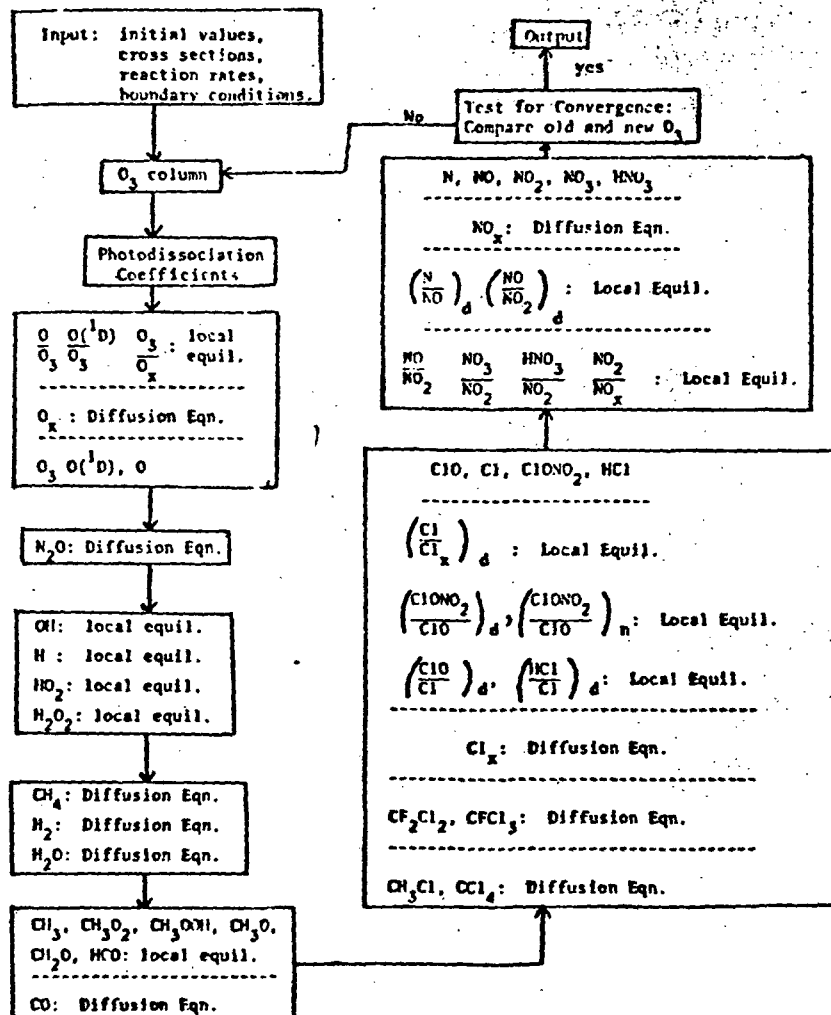 Input: initial values,
cross sections,
reaction rates,
boundary conditions.
O3 column
Photodissociation
Coefficients
O/O3 O(1D)/O3 O3/Ox : local
equil.
Ox : Diffusion Eqn.
O3 O(1D), O
N2O: Diffusion Eqn.
OH: local equil.
H : local equil.
HO2: local equil.
H2O2: local equil.
CH4: Diffusion Eqn.
H2: Diffusion Eqn.
H2O: Diffusion Eqn.
CH3, CH3O2, CH3OOH, CH3O,
CH2O, HCO: local equil.
CO: Diffusion Eqn.
Output
yes
Test for Convergence:
Compare old and new O3
No
N, NO, NO2, NO3, HNO3
NOx: Diffusion Eqn.
(N/NO)d (NO/NO2)d : Local Equil.
NO/NO2 NO3/NO2 HNO3/NO2 NO2/NOx : Local Equil.
ClO, Cl, ClONO2, HCl
(Cl/Clx)d : Local Equil.
(ClONO2/ClO)d, (ClONO2/ClO)n: Local Equil.
(ClO/Cl)d, (HCl/Cl)d: Local Equil.
Clx: Diffusion Eqn.
CF2Cl2, CFCl3: Diffusion Eqn.
CH3Cl, CCl4: Diffusion Eqn.